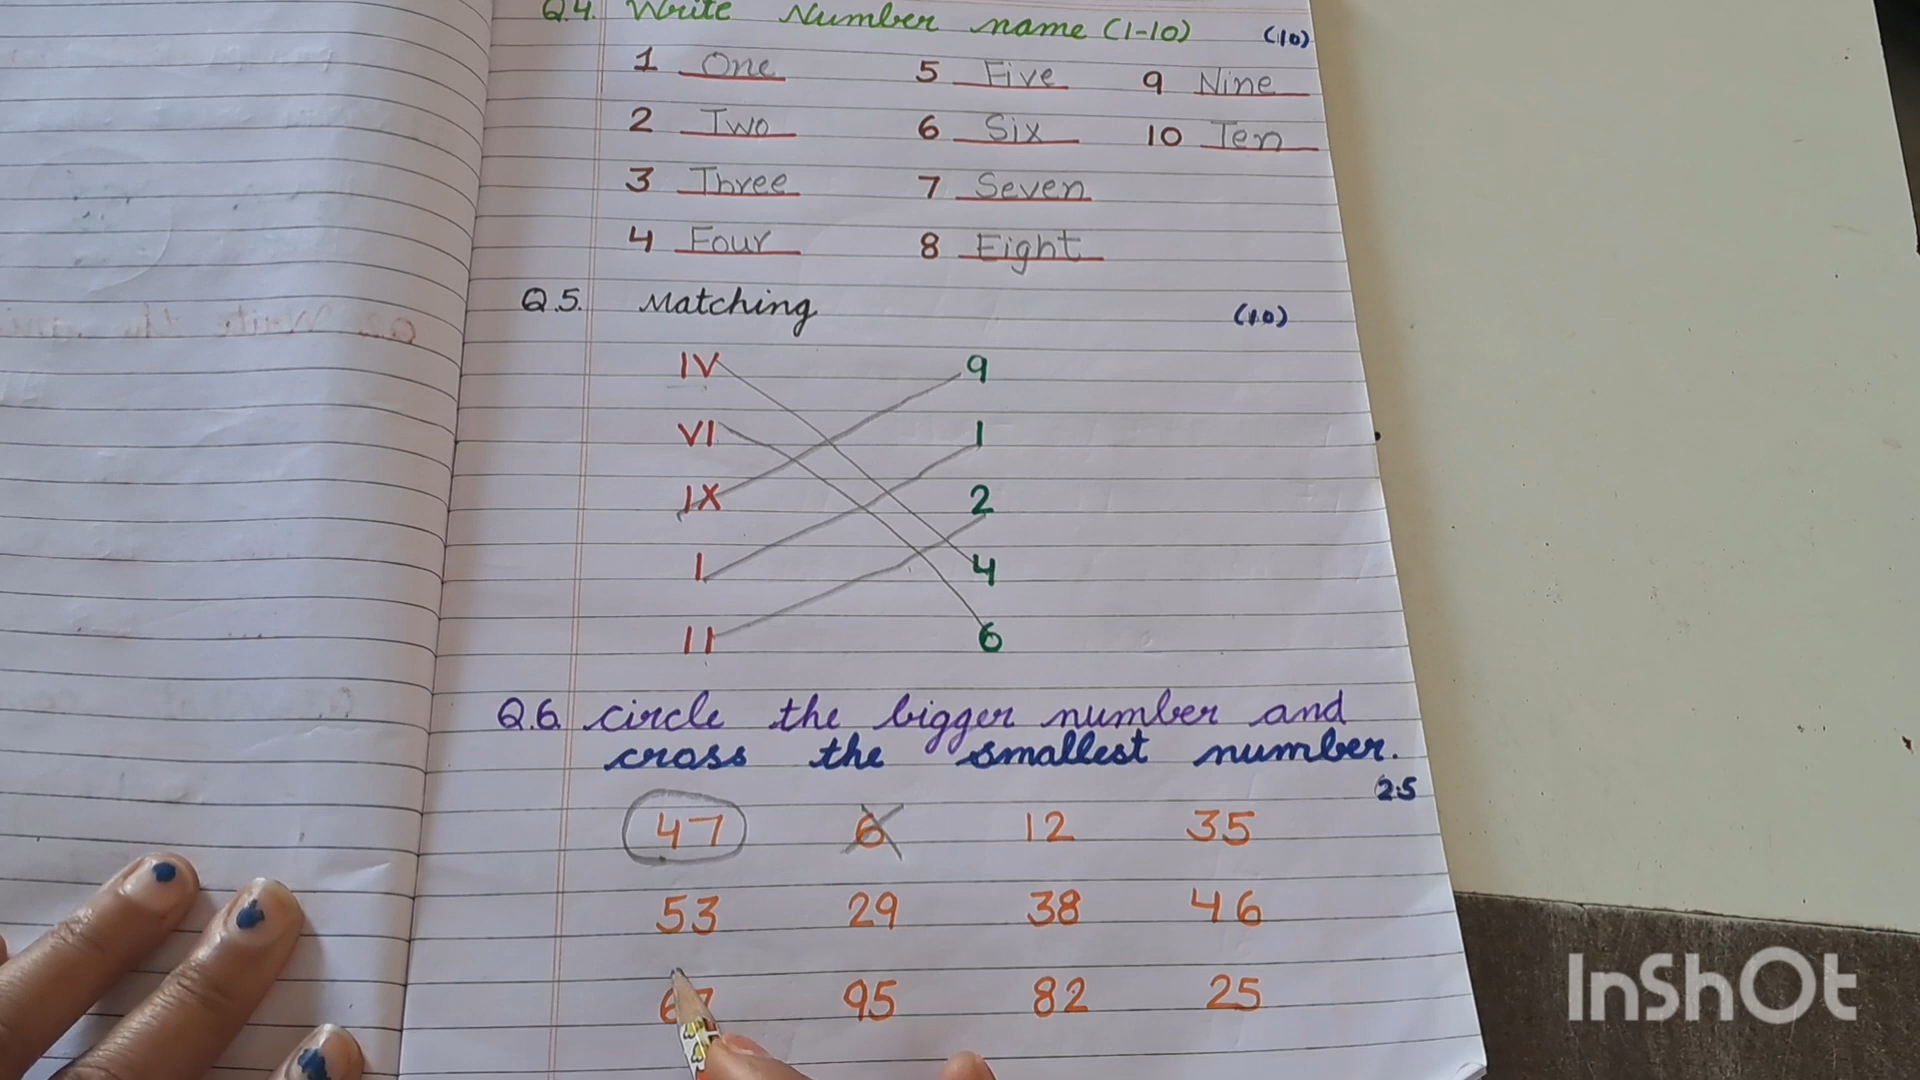 Q.4. Write Number name (1-10) (10)
1 One 5 Five 9 Nine
2 Two 6 Six 10 Ten
3 Three 7 Seven
4 Four 8 Eight
Q.5. Matching (10)
IV 9
VI 1
IX 2
I 4
II 6
Q.6. circle the bigger number and
cross the smallest number.
2.5
47 6 12 35
53 29 38 46
67 95 82 25
InShOt